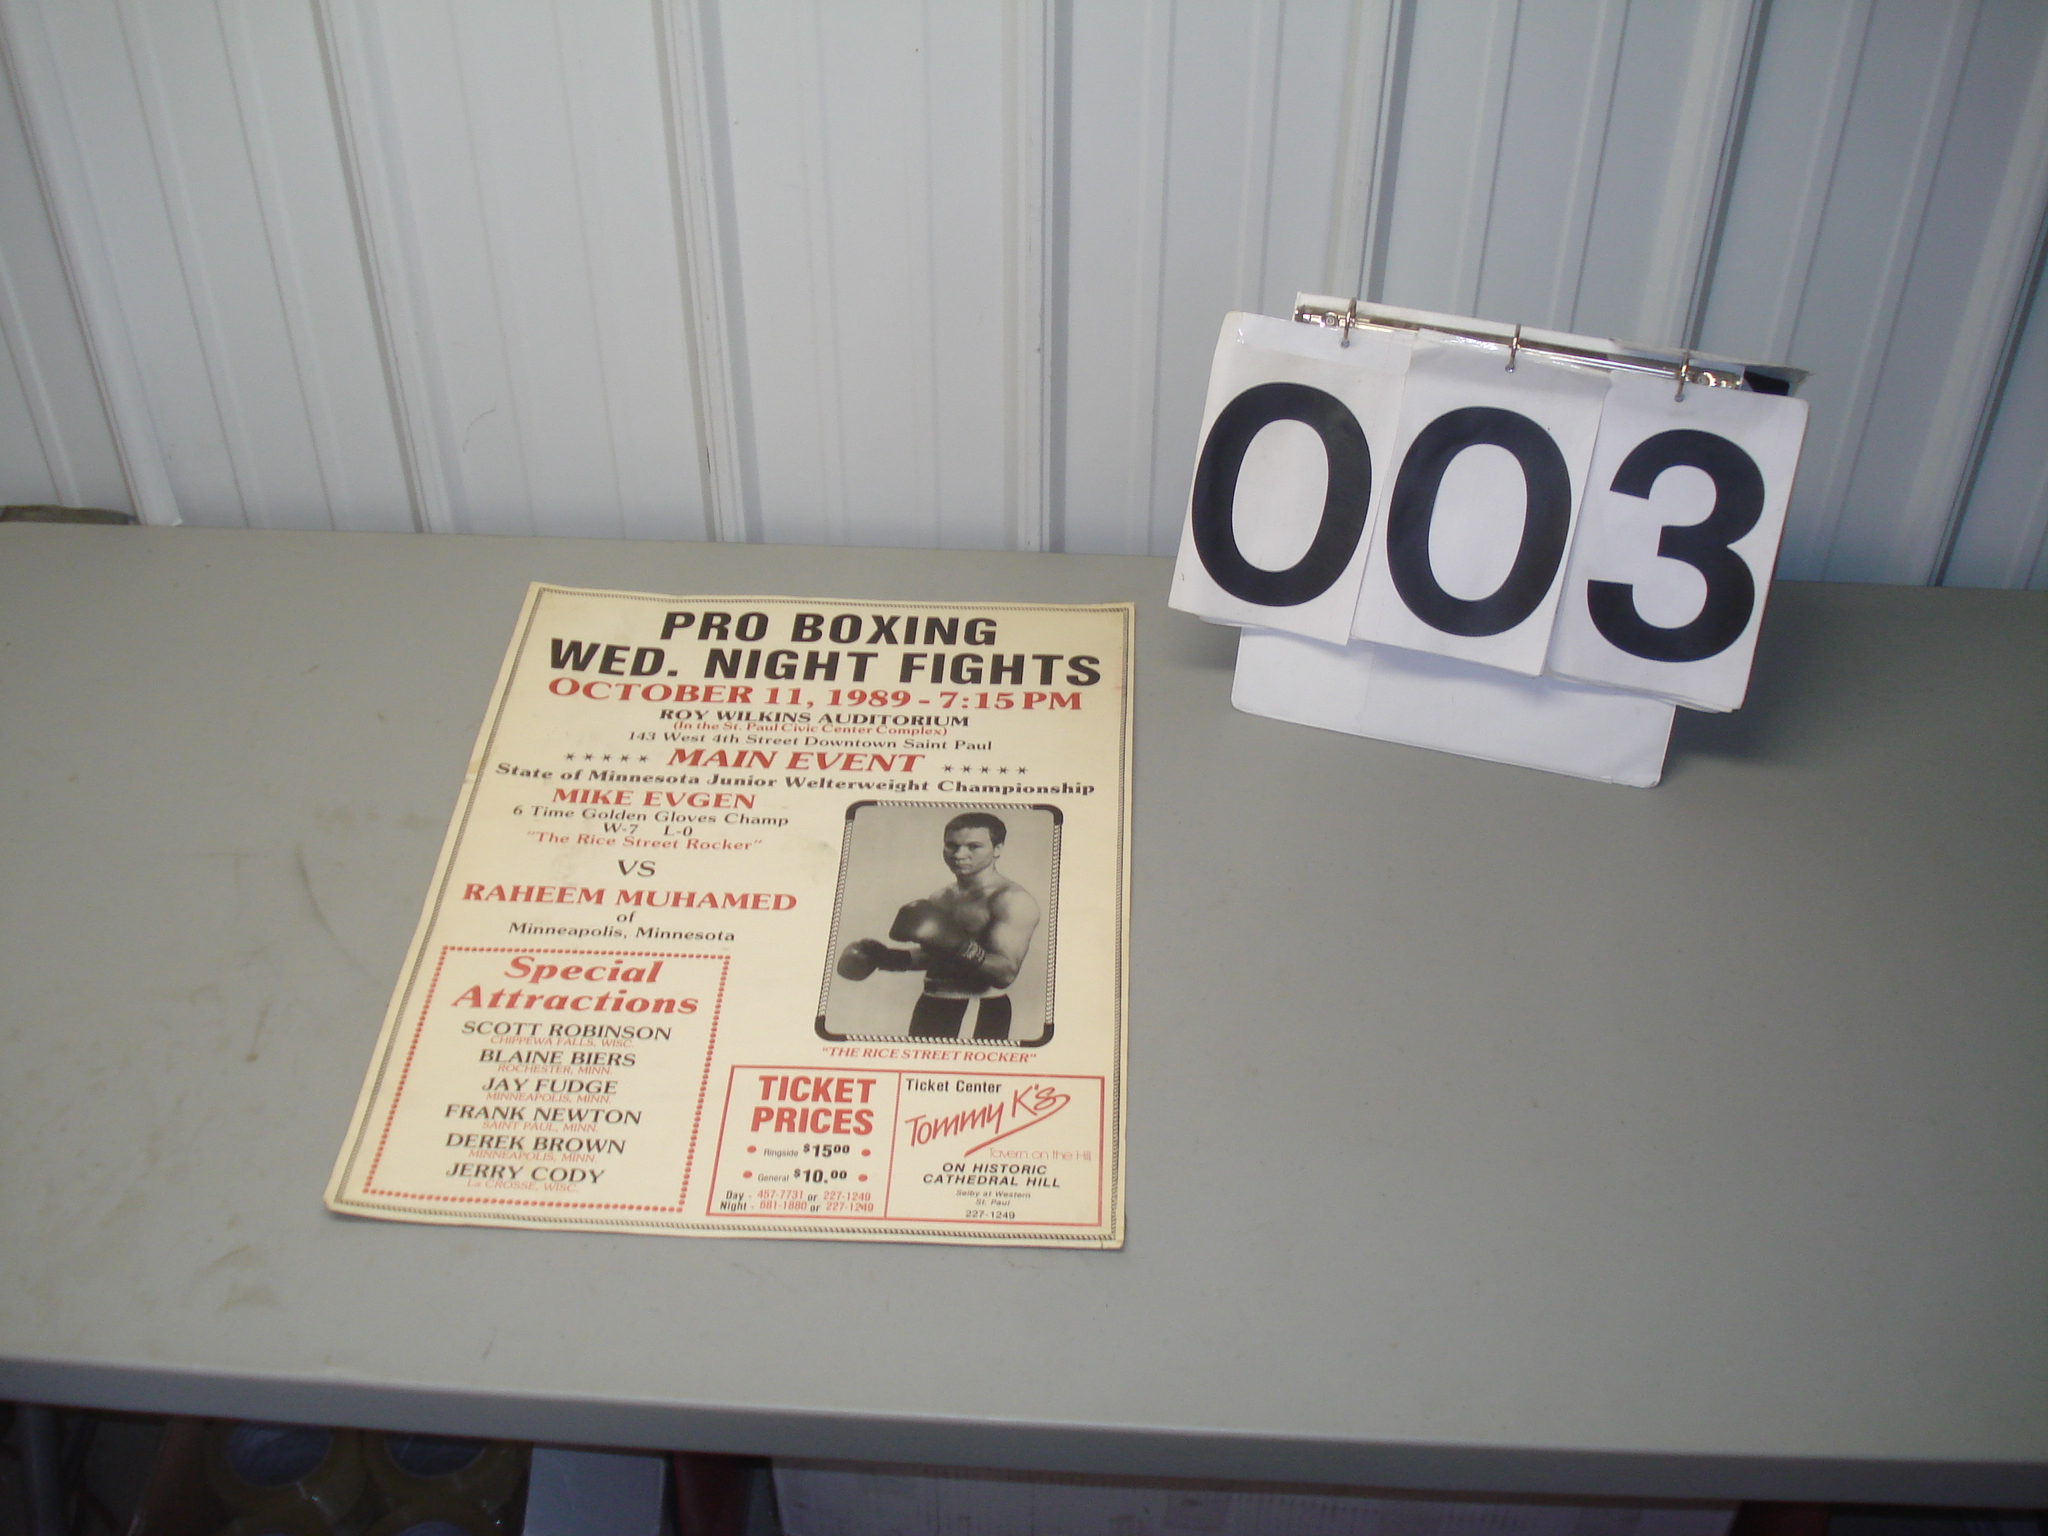 PRO BOXING
WED. NIGHT FIGHTS
OCTOBER 11, 1989 - 7:15 PM
ROY WILKINS AUDITORIUM
(In the St. Paul Civic Center Complex)
143 West 4th Street Downtown Saint Paul
***** MAIN EVENT *****
State of Minnesota Junior Welterweight Championship
MIKE EVGEN
6 Time Golden Gloves Champ
W-7 L-0
"The Rice Street Rocker"
VS
RAHEEM MUHAMED
of
Minneapolis, Minnesota
"THE RICE STREET ROCKER"
Special
Attractions
SCOTT ROBINSON
CHIPPEWA FALLS, WISC.
BLAINE BIERS
ROCHESTER, MINN.
JAY FUDGE
MINNEAPOLIS, MINN.
FRANK NEWTON
SAINT PAUL, MINN.
DEREK BROWN
MINNEAPOLIS, MINN.
JERRY CODY
La CROSSE, WISC.
TICKET
PRICES
• Ringside $15.00 •
• General $10.00 •
Day - 457-7731 or 227-1249
Night - 681-1880 or 227-1249
Ticket Center
Tommy K's
Tavern on the Hill
ON HISTORIC
CATHEDRAL HILL
Selby at Western
St. Paul
227-1249
003